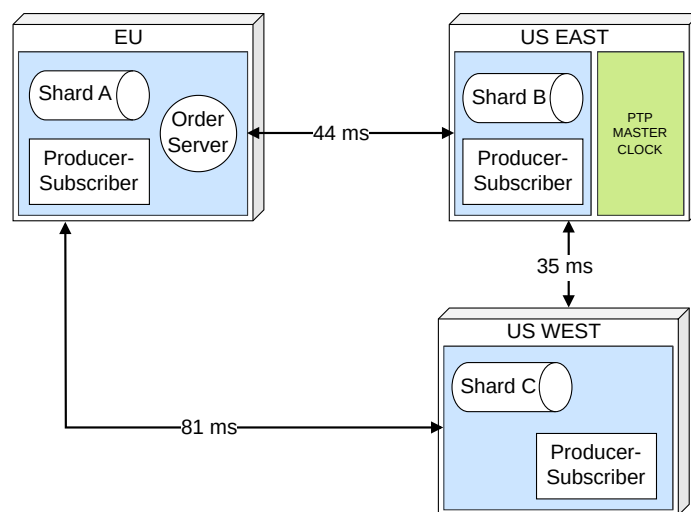 EU
Shard A
Order
Server
Producer-
Subscriber
44 ms
US EAST
Shard B
Producer-
Subscriber
PTP
MASTER
CLOCK
35 ms
81 ms
US WEST
Shard C
Producer-
Subscriber